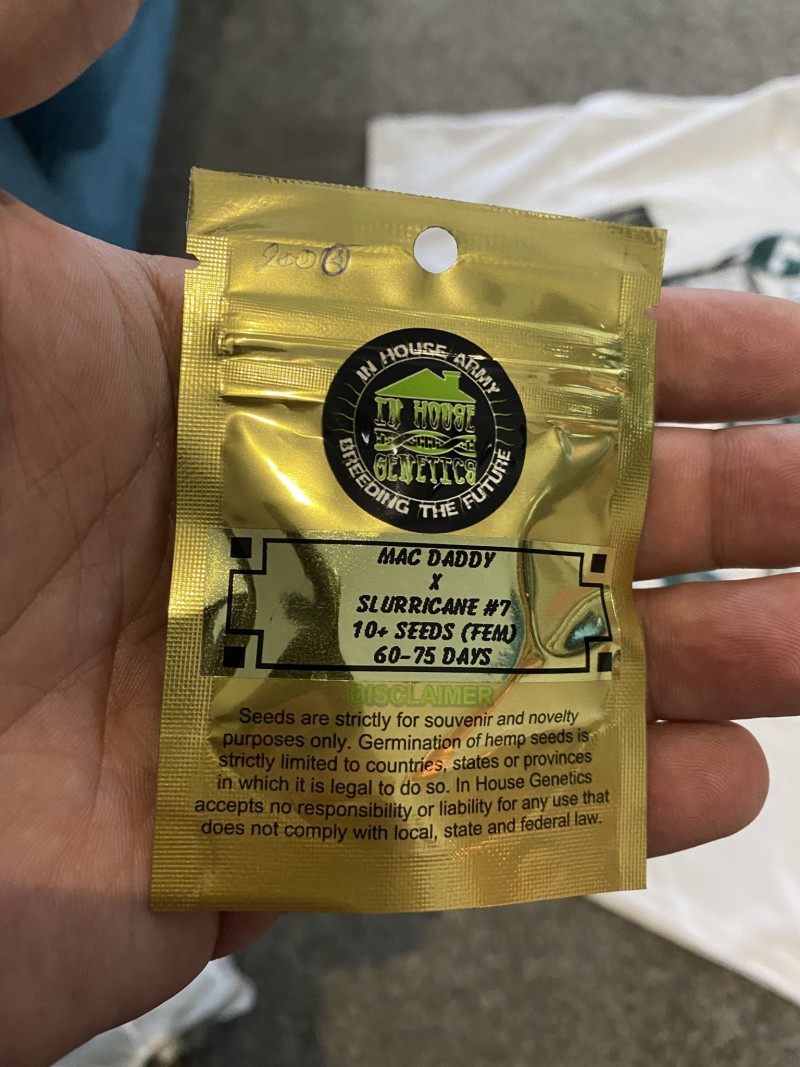 IN HOUSE ARMY
IN HOUSE
GENETICS
BREEDING THE FUTURE
MAC DADDY
X
SLURRICANE #7
10+ SEEDS (FEM)
60-75 DAYS
DISCLAIMER
Seeds are strictly for souvenir and novelty
purposes only. Germination of hemp seeds is
strictly limited to countries, states or provinces
in which it is legal to do so. In House Genetics
accepts no responsibility or liability for any use that
does not comply with local, state and federal law.